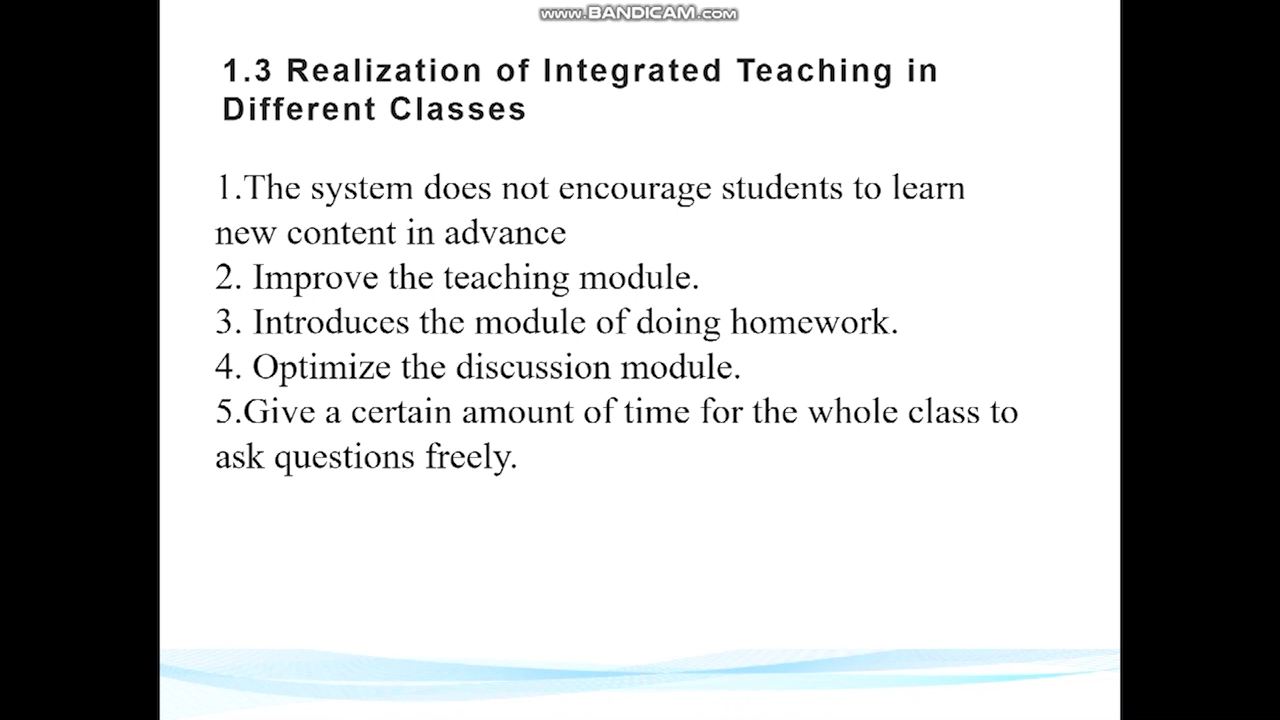 www.BANDICAM.com
1.3 Realization of Integrated Teaching in
Different Classes
1.The system does not encourage students to learn
new content in advance
2. Improve the teaching module.
3. Introduces the module of doing homework.
4. Optimize the discussion module.
5.Give a certain amount of time for the whole class to
ask questions freely.